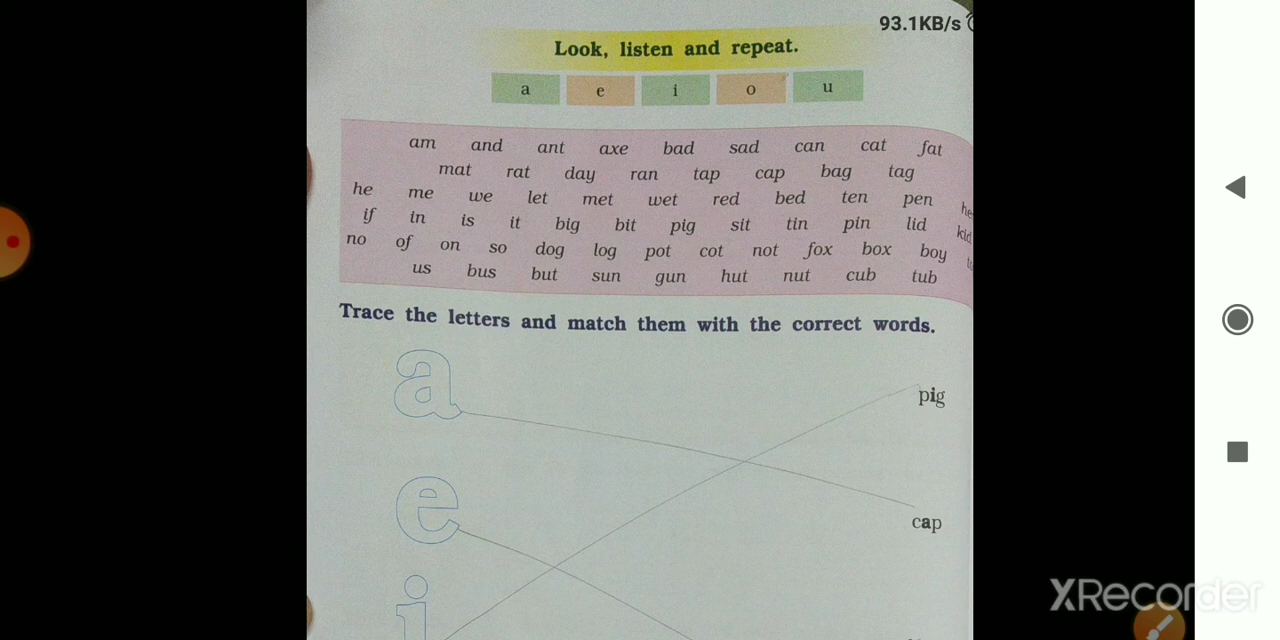 93.1KB/s
Look, listen and repeat.
a e i o u
am and ant axe bad sad can cat fat
mat rat day ran tap cap bag tag
he me we let met wet red bed ten pen
if in is it big bit pig sit tin pin lid
no of on so dog log pot cot not fox box boy
us bus but sun gun hut nut cub tub
Trace the letters and match them with the correct words.
a
pig
e
cap
i
XRecorder